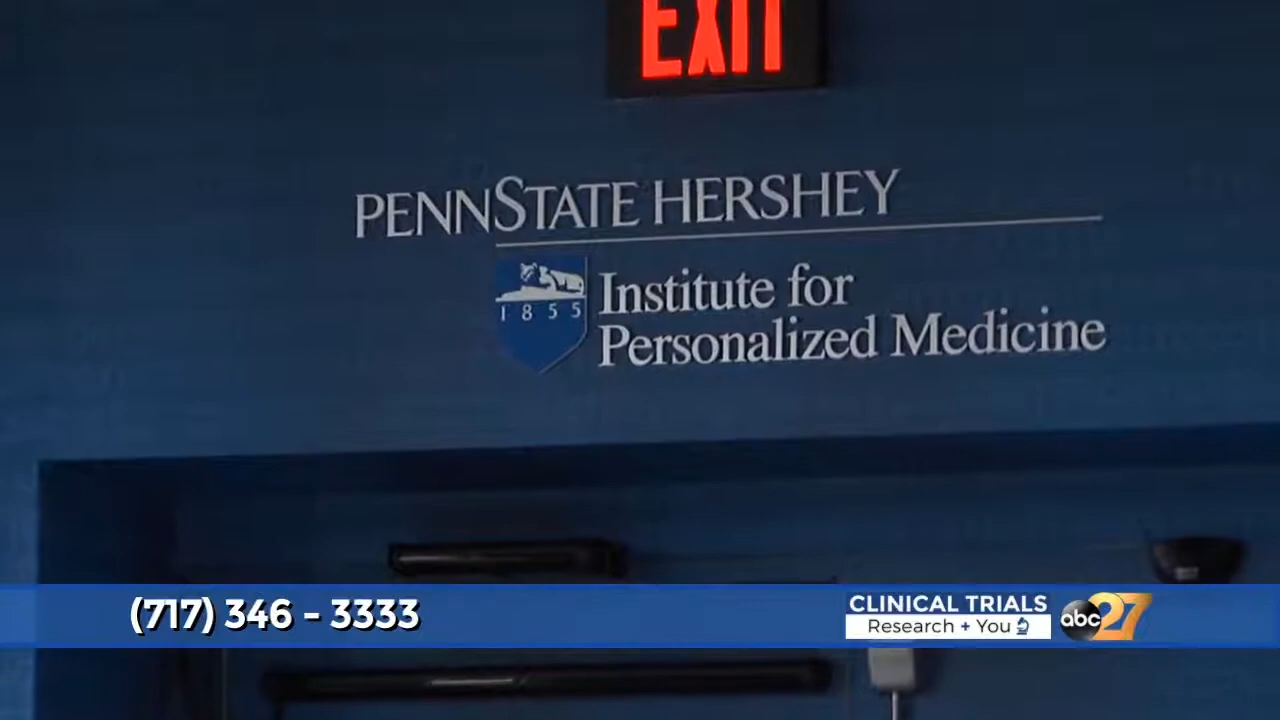 EXIT
PENNSTATE HERSHEY
1855
Institute for
Personalized Medicine
(717) 346 - 3333
CLINICAL TRIALS
Research + You
abc27